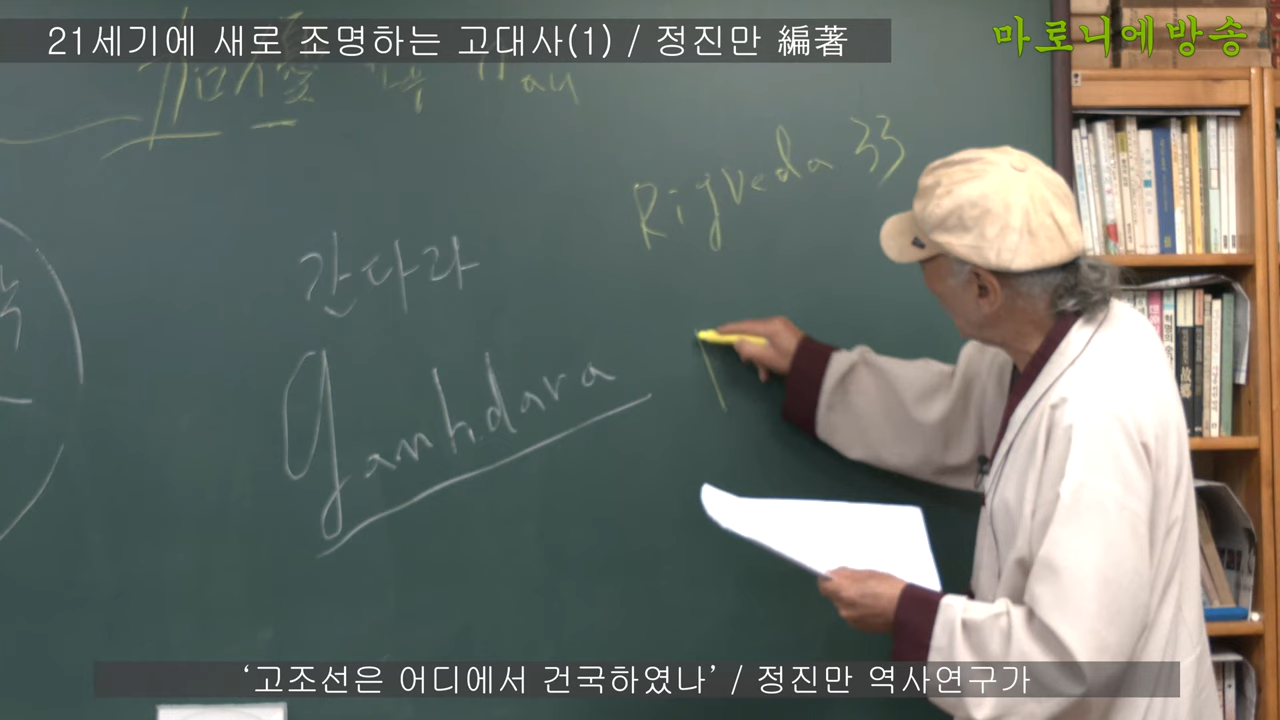 21세기에 새로 조명하는 고대사(1) / 정진만 編著
마로니에방송
Rigveda 33
간다라
ganhdara
‘고조선은 어디에서 건국하였나’ / 정진만 역사연구가